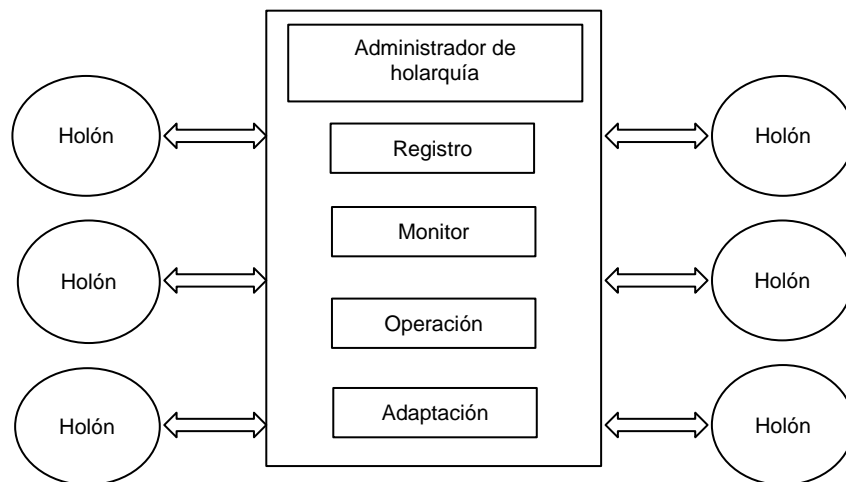 Administrador de
holarquía
Holón
Registro
Holón
Holón
Monitor
Holón
Operación
Holón
Adaptación
Holón